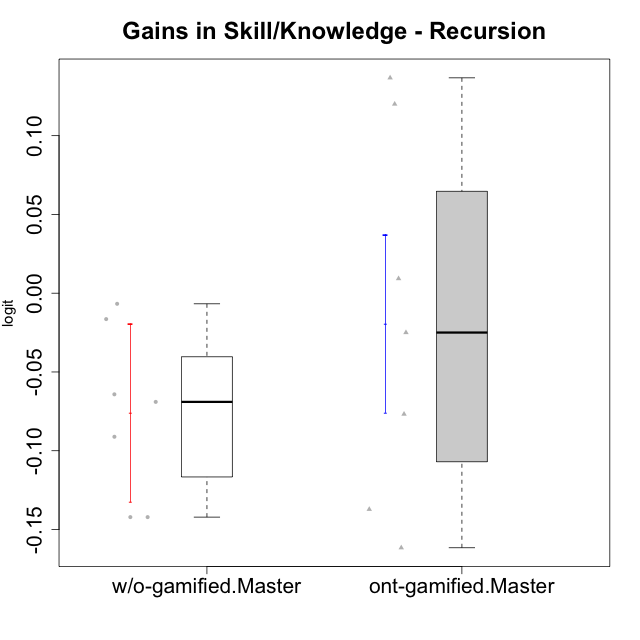 Gains in Skill/Knowledge - Recursion
logit
0.10
0.05
0.00
-0.05
-0.10
-0.15
w/o-gamified.Master
ont-gamified.Master